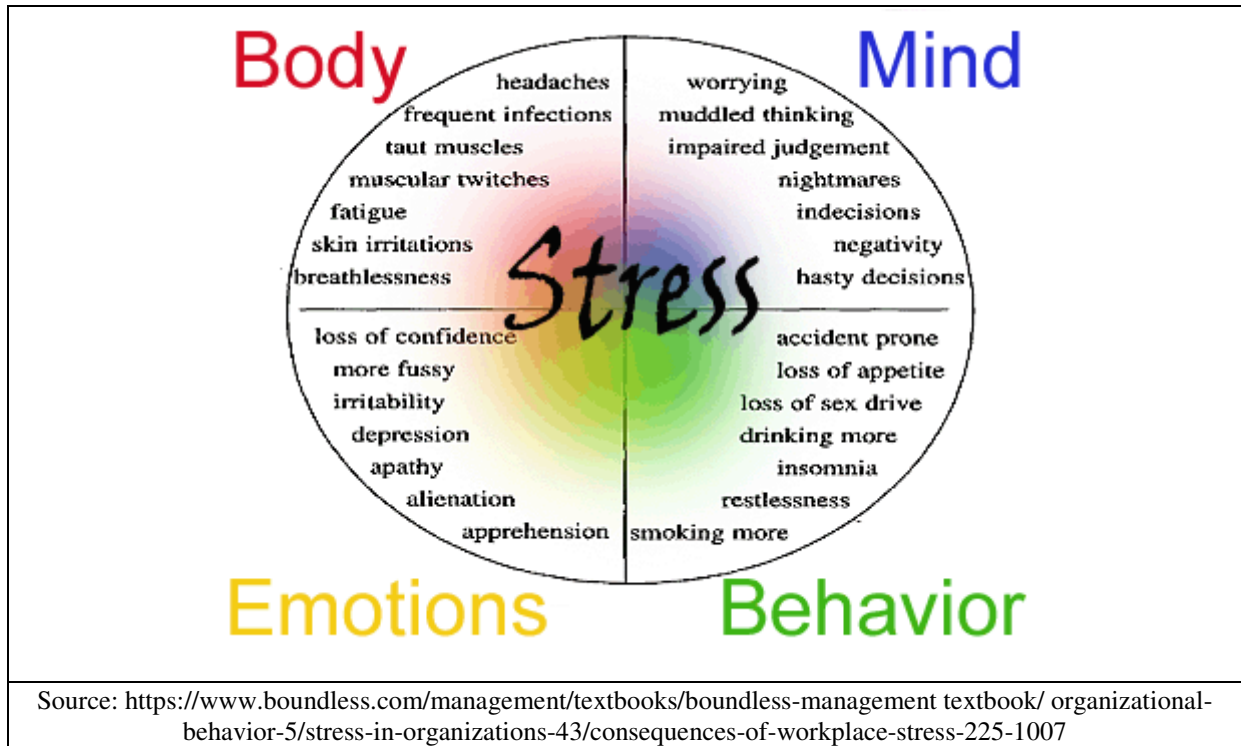 Body
Mind
headaches
frequent infections
taut muscles
muscular twitches
fatigue
skin irritations
breathlessness
worrying
muddled thinking
impaired judgement
nightmares
indecisions
negativity
hasty decisions
Stress
loss of confidence
more fussy
irritability
depression
apathy
alienation
apprehension
accident prone
loss of appetite
loss of sex drive
drinking more
insomnia
restlessness
smoking more
Emotions
Behavior
Source: https://www.boundless.com/management/textbooks/boundless-management textbook/ organizational-
behavior-5/stress-in-organizations-43/consequences-of-workplace-stress-225-1007